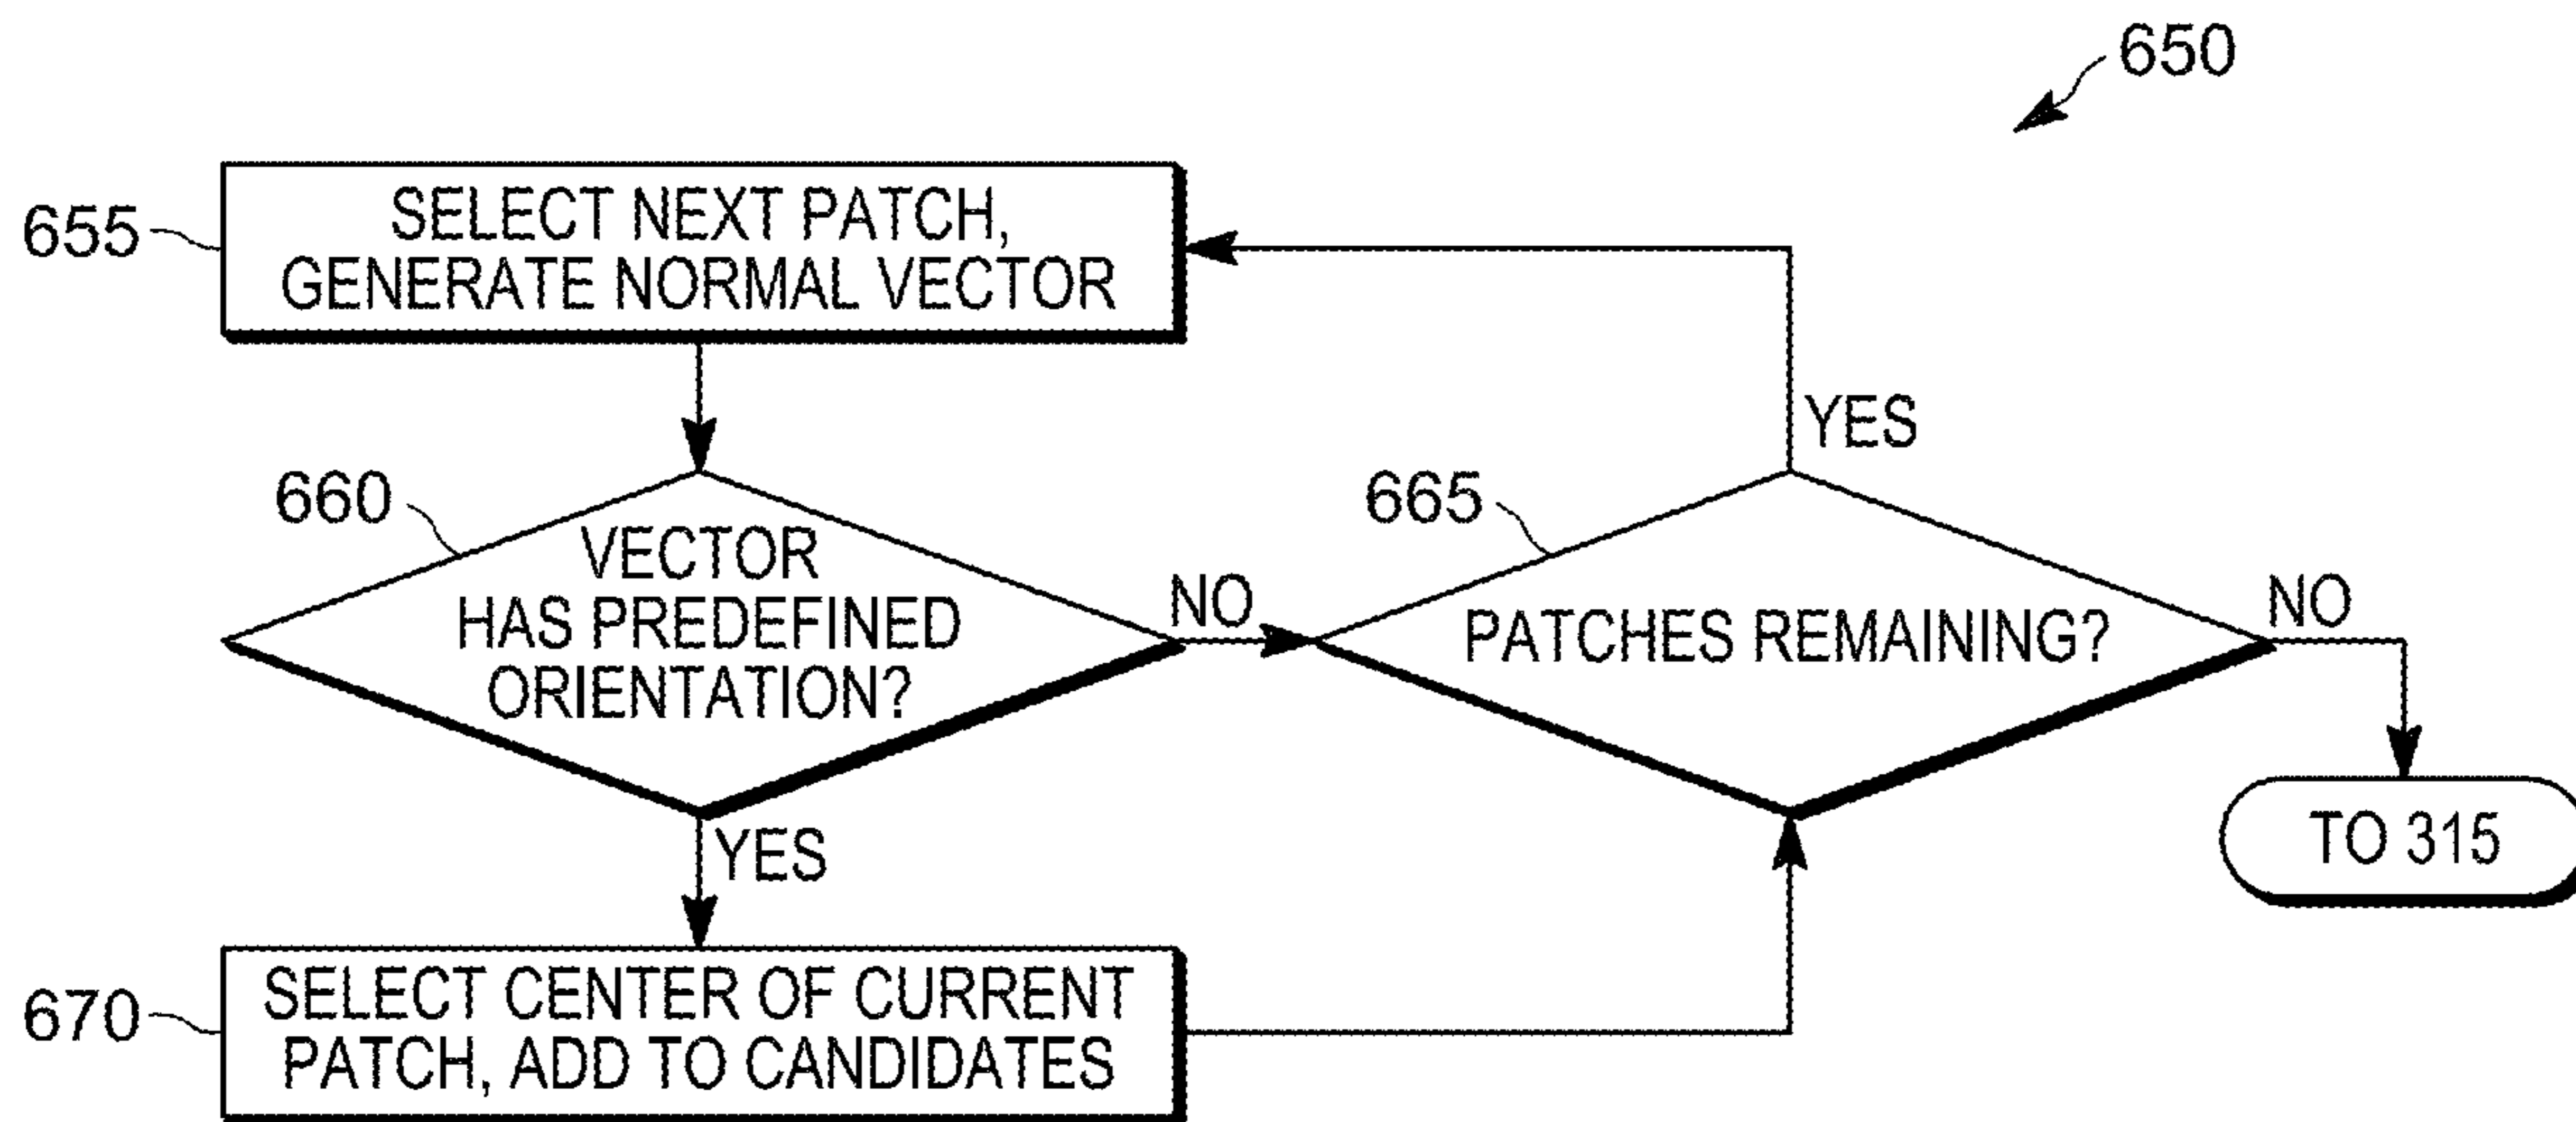 650
655
SELECT NEXT PATCH,
GENERATE NORMAL VECTOR
YES
660
VECTOR
HAS PREDEFINED
ORIENTATION?
NO
665
PATCHES REMAINING?
NO
YES
TO 315
670
SELECT CENTER OF CURRENT
PATCH, ADD TO CANDIDATES